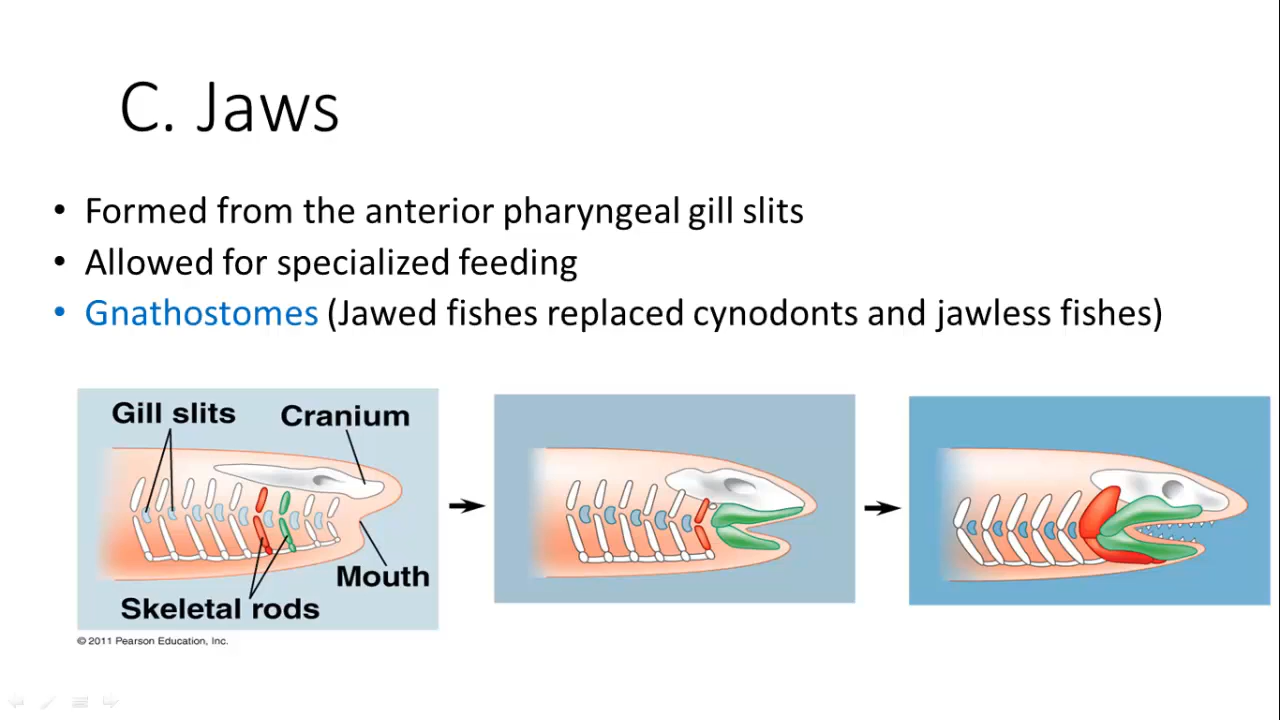 C. Jaws
• Formed from the anterior pharyngeal gill slits
• Allowed for specialized feeding
• Gnathostomes (Jawed fishes replaced cynodonts and jawless fishes)
Gill slits
Cranium
Mouth
Skeletal rods
© 2011 Pearson Education, Inc.